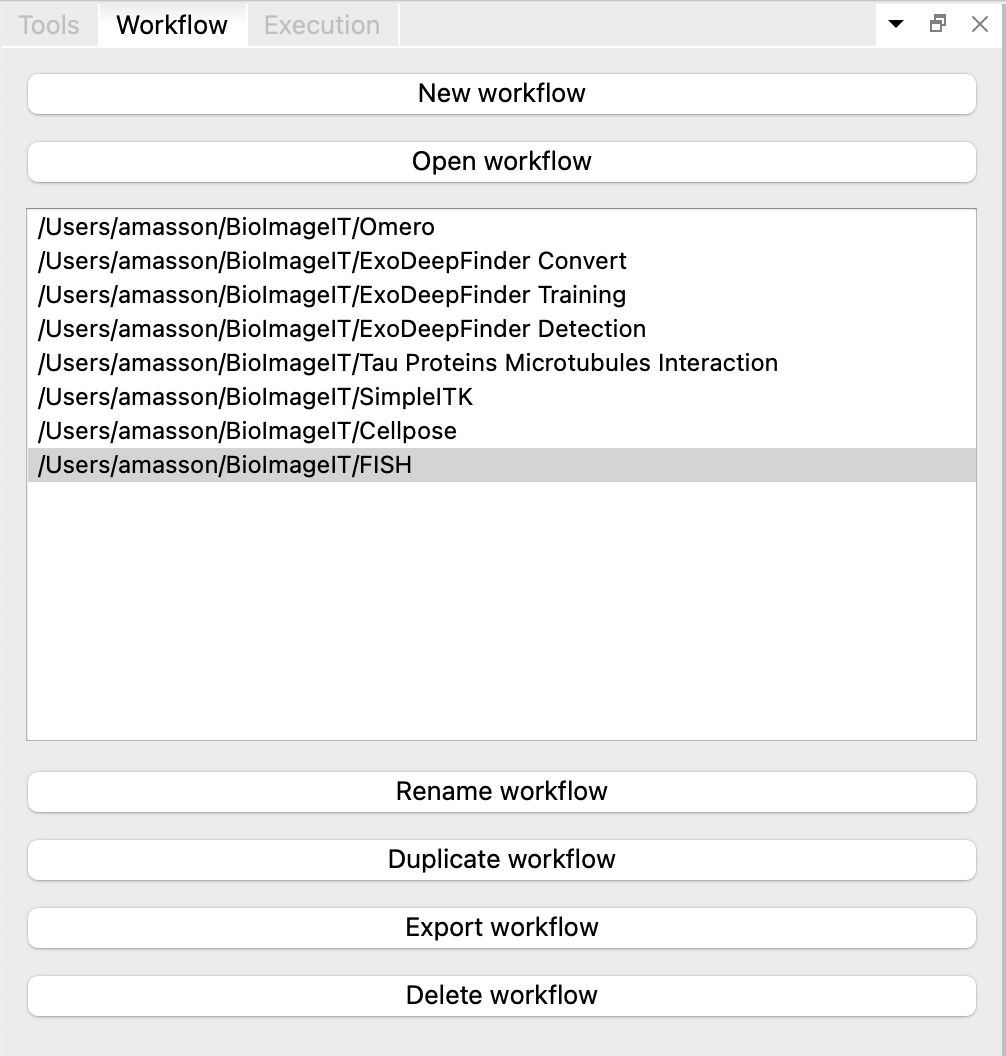 Tools Workflow Execution
New workflow
Open workflow
/Users/amasson/BioImageIT/Omero
/Users/amasson/BioImageIT/ExoDeepFinder Convert
/Users/amasson/BioImageIT/ExoDeepFinder Training
/Users/amasson/BioImageIT/ExoDeepFinder Detection
/Users/amasson/BioImageIT/Tau Proteins Microtubules Interaction
/Users/amasson/BioImageIT/SimpleITK
/Users/amasson/BioImageIT/Cellpose
/Users/amasson/BioImageIT/FISH
Rename workflow
Duplicate workflow
Export workflow
Delete workflow